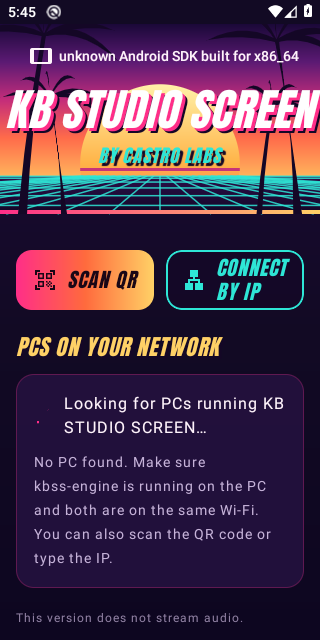 5:45
unknown Android SDK built for x86_64
KB STUDIO SCREEN
BY CASTRO LABS
SCAN QR
CONNECT
BY IP
PCS ON YOUR NETWORK
Looking for PCs running KB
STUDIO SCREEN…
No PC found. Make sure
kbss-engine is running on the PC
and both are on the same Wi-Fi.
You can also scan the QR code or
type the IP.
This version does not stream audio.